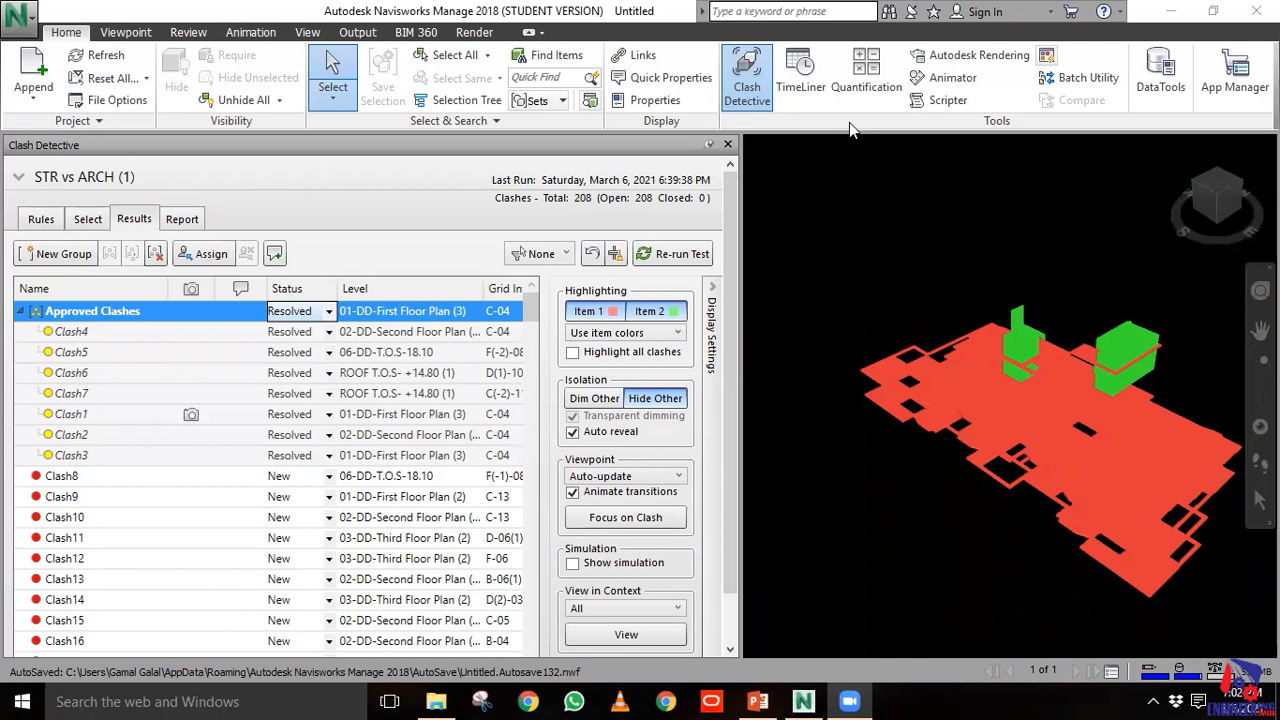 Autodesk Navisworks Manage 2018 (STUDENT VERSION) Untitled
Type a keyword or phrase
Sign In
Home Viewpoint Review Animation View Output BIM 360 Render
Append
Refresh
Reset All...
File Options
Project
Hide
Require
Hide Unselected
Unhide All
Visibility
Select
Save Selection
Select All
Select Same
Selection Tree
Find Items
Quick Find
Sets
Select & Search
Links
Quick Properties
Properties
Display
Clash Detective
TimeLiner
Quantification
Autodesk Rendering
Animator
Scripter
Batch Utility
Compare
Tools
DataTools
App Manager
Clash Detective
STR vs ARCH (1)
Last Run: Saturday, March 6, 2021 6:39:38 PM
Clashes - Total: 208 (Open: 208 Closed: 0 )
Rules Select Results Report
New Group
Assign
None
Re-run Test
Name Status Level Grid In
Approved Clashes Resolved 01-DD-First Floor Plan (3) C-04
Clash4 Resolved 02-DD-Second Floor Plan (... C-04
Clash5 Resolved 06-DD-T.O.S-18.10 F(-2)-08
Clash6 Resolved ROOF T.O.S- +14.80 (1) D(1)-10
Clash7 Resolved ROOF T.O.S- +14.80 (1) C(-2)-1
Clash1 Resolved 01-DD-First Floor Plan (3) C-04
Clash2 Resolved 02-DD-Second Floor Plan (... C-04
Clash3 Resolved 01-DD-First Floor Plan (3) C-04
Clash8 New 06-DD-T.O.S-18.10 F(-1)-08
Clash9 New 01-DD-First Floor Plan (2) C-13
Clash10 New 02-DD-Second Floor Plan (... C-13
Clash11 New 03-DD-Third Floor Plan (2) D-06(1)
Clash12 New 03-DD-Third Floor Plan (2) F-06
Clash13 New 02-DD-Second Floor Plan (... B-06(1)
Clash14 New 03-DD-Third Floor Plan (2) D(2)-03
Clash15 New 02-DD-Second Floor Plan (... C-05
Clash16 New 02-DD-Second Floor Plan (... B-04
Highlighting
Item 1 Item 2
Use item colors
Highlight all clashes
Isolation
Dim Other Hide Other
Transparent dimming
Auto reveal
Viewpoint
Auto-update
Animate transitions
Focus on Clash
Simulation
Show simulation
View in Context
All
View
Display Settings
AutoSaved: C:\Users\Gamal Galal\AppData\Roaming\Autodesk Navisworks Manage 2018\AutoSave\Untitled.Autosave132.nwf
1 of 1
Search the web and Windows